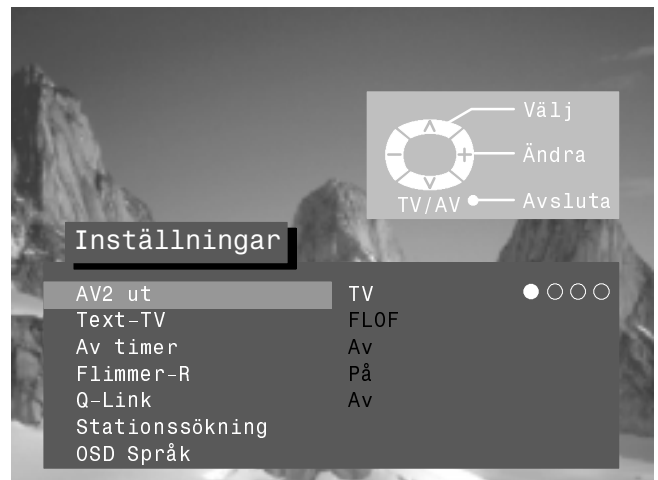 Välj
Ändra
TV/AV Avsluta
Inställningar
AV2 ut TV
Text-TV FLOF
Av timer Av
Flimmer-R På
Q-Link Av
Stationssökning
OSD Språk